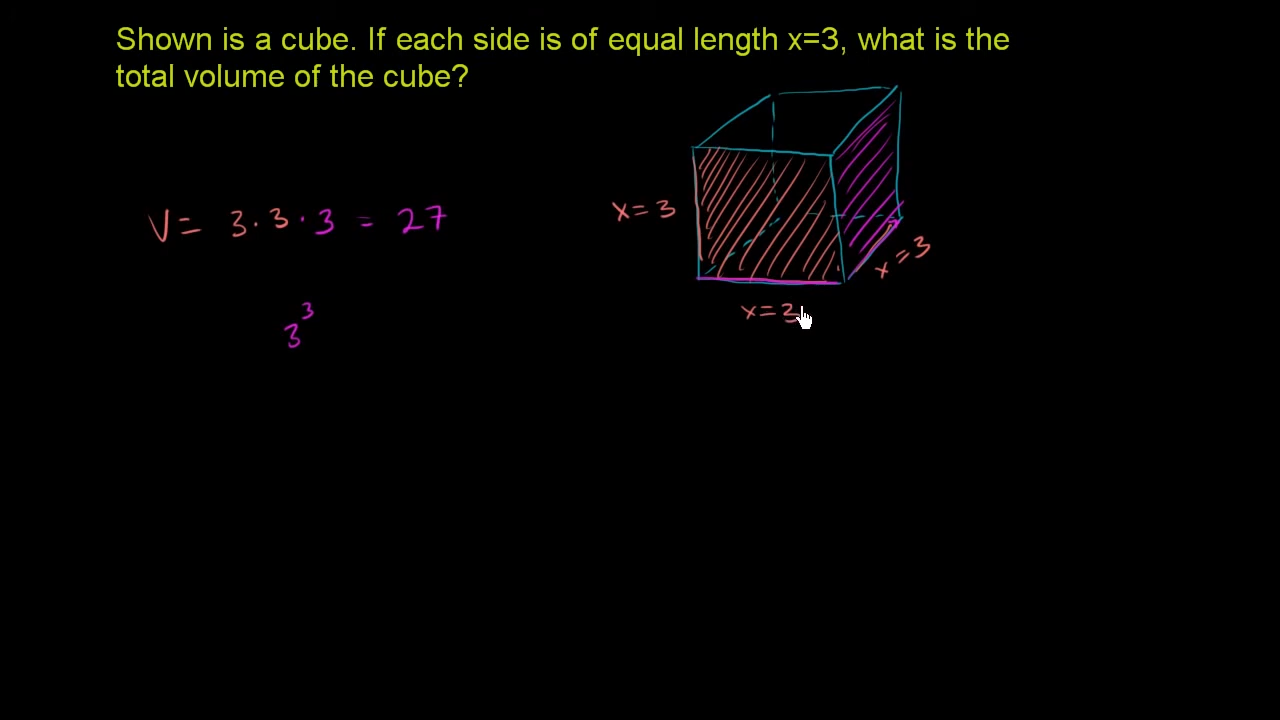 Shown is a cube. If each side is of equal length x=3, what is the
total volume of the cube?
V = 3 · 3 · 3 = 27
x = 3
x = 3
x = 3
3³